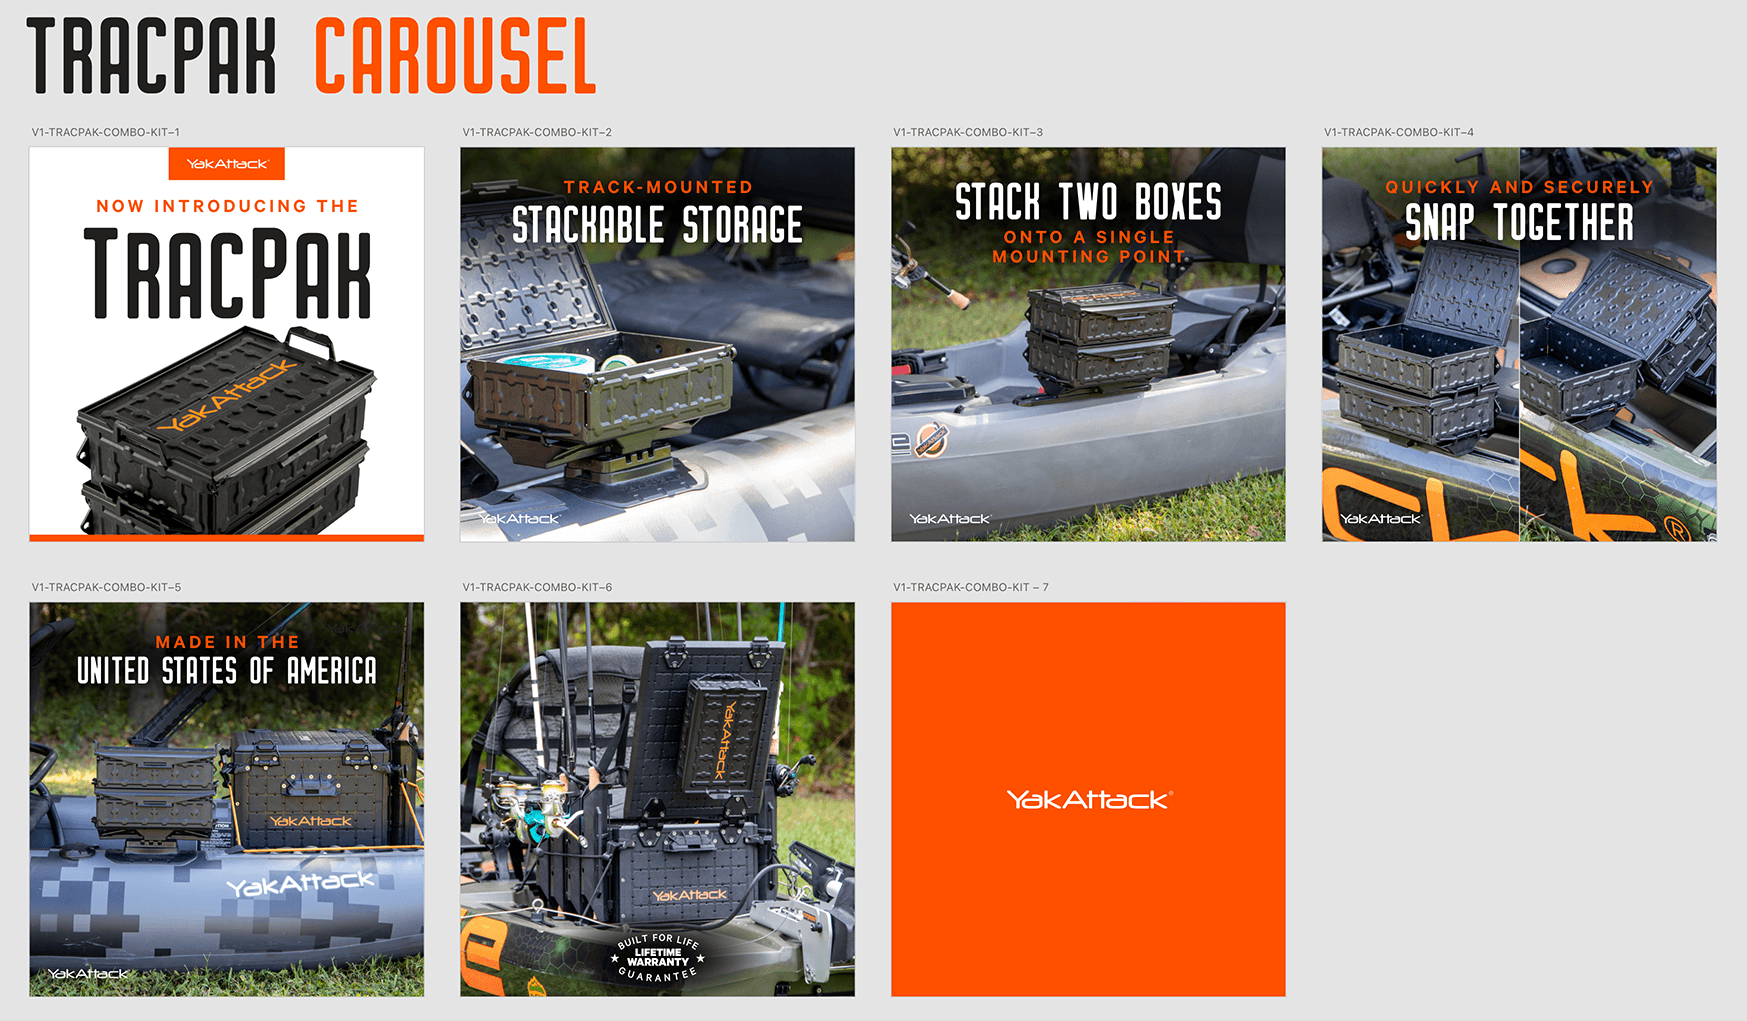 TRACPAK CAROUSEL
V1-TRACPAK-COMBO-KIT–1
YakAttack®
NOW INTRODUCING THE
TRACPAK
YakAttack
V1-TRACPAK-COMBO-KIT–2
TRACK-MOUNTED
STACKABLE STORAGE
YakAttack®
V1-TRACPAK-COMBO-KIT–3
STACK TWO BOXES
ONTO A SINGLE
MOUNTING POINT
YakAttack®
V1-TRACPAK-COMBO-KIT–4
QUICKLY AND SECURELY
SNAP TOGETHER
YakAttack®
®
V1-TRACPAK-COMBO-KIT–5
MADE IN THE
UNITED STATES OF AMERICA
YakAttack
YakAttack
YakAttack®
V1-TRACPAK-COMBO-KIT–6
YakAttack
YakAttack
BUILT FOR LIFE
LIFETIME
WARRANTY
GUARANTEE
V1-TRACPAK-COMBO-KIT – 7
YakAttack®